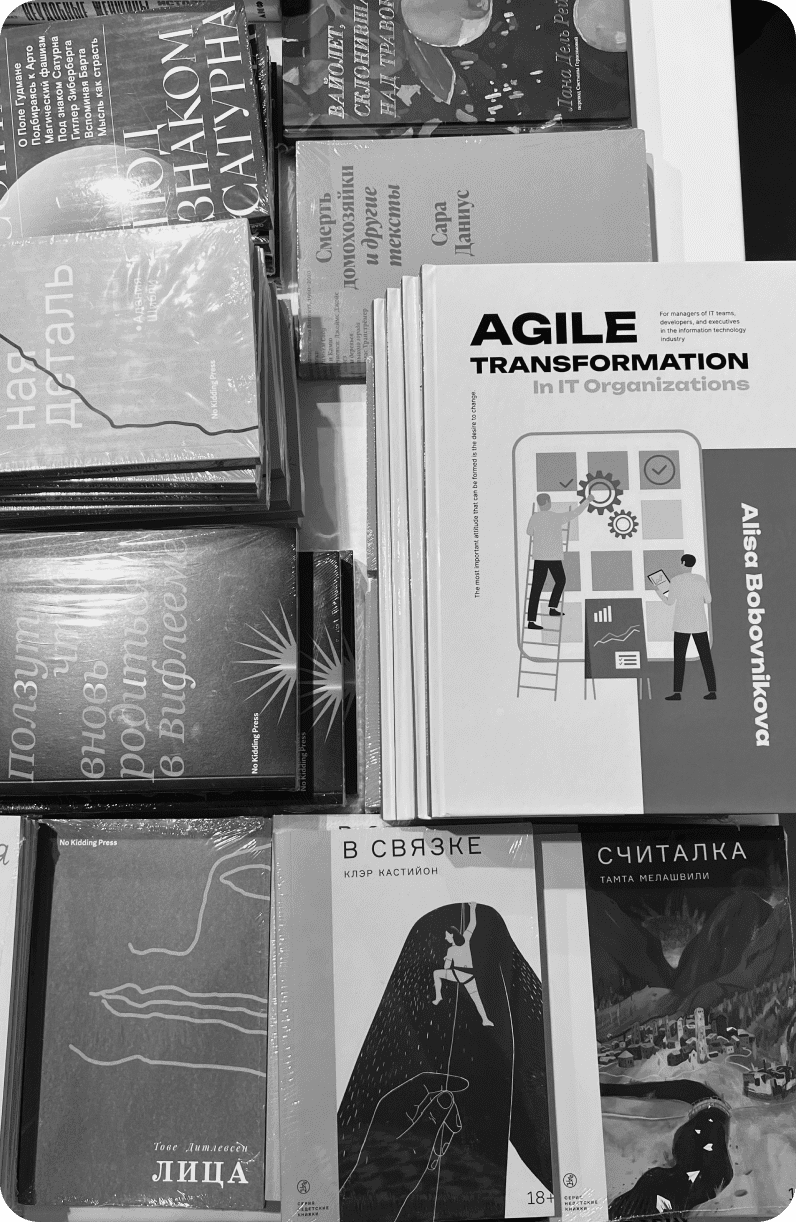 НЕУДОБНЫЕ ЖЕНЩИНЫ
О Поле Гудмане
Подбираясь к Арто
Магический фашизм
Под знаком Сатурна
Гитлер Зиберберга
Вспоминая Барта
Мысль как страсть
ПОД
ЗНАКОМ
САТУРНА
ВАЙОЛЕТ,
НАД ТРАВОЙ
Лана Дель Рей
Смерть
домохозяйки
и другие
тексты
Сара
Даниус
ная
деталь
No Kidding Press
AGILE
TRANSFORMATION
In IT Organizations
For managers of IT teams,
developers, and executives
in the information technology
industry
The most important attitude that can be formed is the desire to change
Alisa Bobovnikova
ползут
вновь
родиться
в Вифлееме
No Kidding Press
No Kidding Press
No Kidding Press
Тове Дитлевсен
ЛИЦА
В СВЯЗКЕ
КЛЭР КАСТИЙОН
18+
СЧИТАЛКА
ТАМТА МЕЛАШВИЛИ